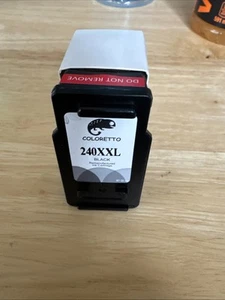 DO NOT REMOVE
COLORETTO
240XXL
BLACK